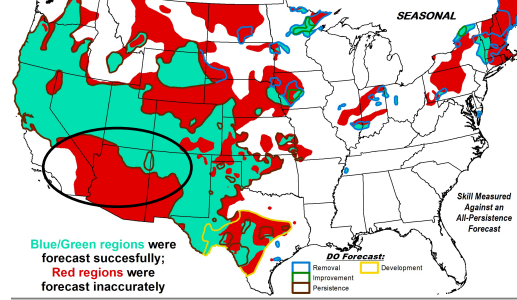 SEASONAL
Skill Measured
Against an
All-Persistence
Forecast
Blue/Green regions were
forecast succesfully;
Red regions were
forecast inaccurately
DO Forecast:
Removal
Development
Improvement
Persistence